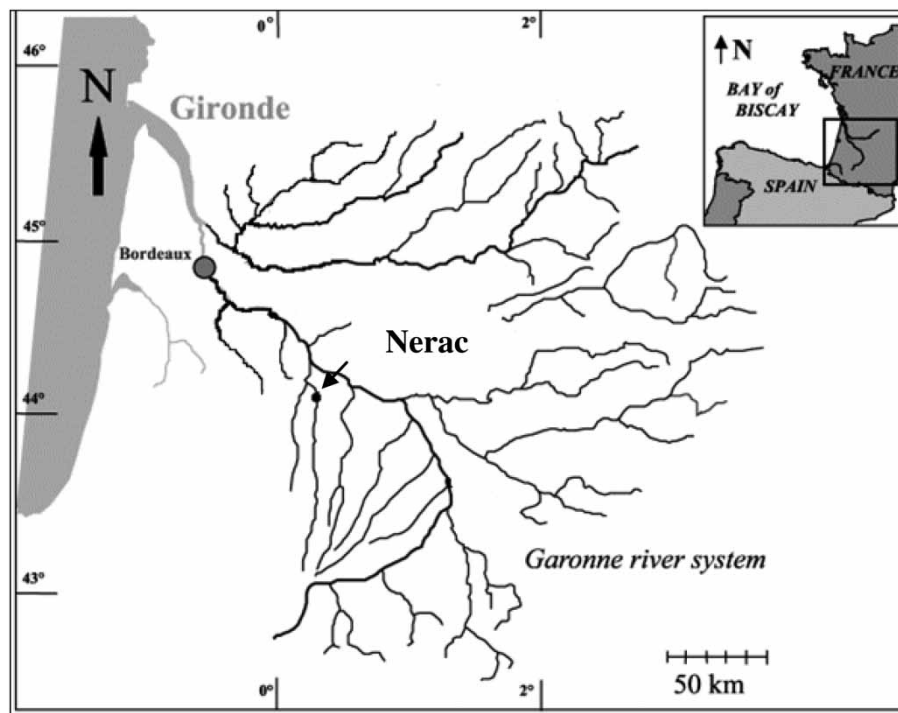 0°
2°
46°
N
Gironde
N
FRANCE
BAY of
BISCAY
SPAIN
45°
Bordeaux
Nerac
44°
Garonne river system
43°
0°
2°
50 km